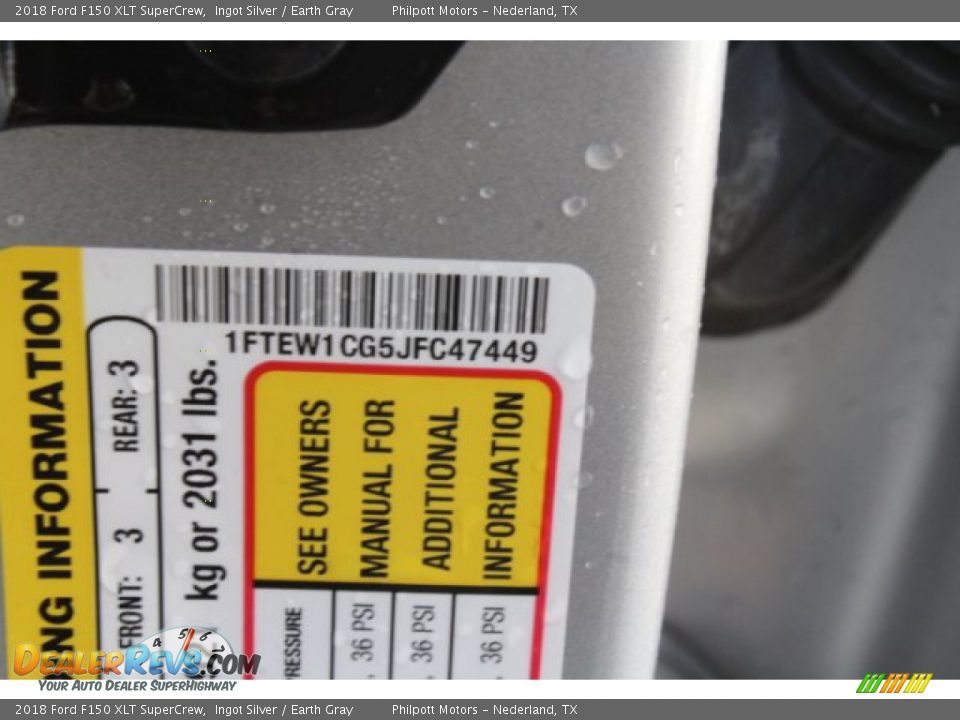 2018 Ford F150 XLT SuperCrew, Ingot Silver / Earth Gray Philpott Motors – Nederland, TX
1FTEW1CG5JFC47449
INFORMATION
FRONT: 3 REAR: 3
kg or 2031 lbs.
SEE OWNERS
MANUAL FOR
ADDITIONAL
INFORMATION
36 PSI
36 PSI
36 PSI
DEALERREVS.COM
YOUR AUTO DEALER SUPERHIGHWAY
2018 Ford F150 XLT SuperCrew, Ingot Silver / Earth Gray Philpott Motors – Nederland, TX